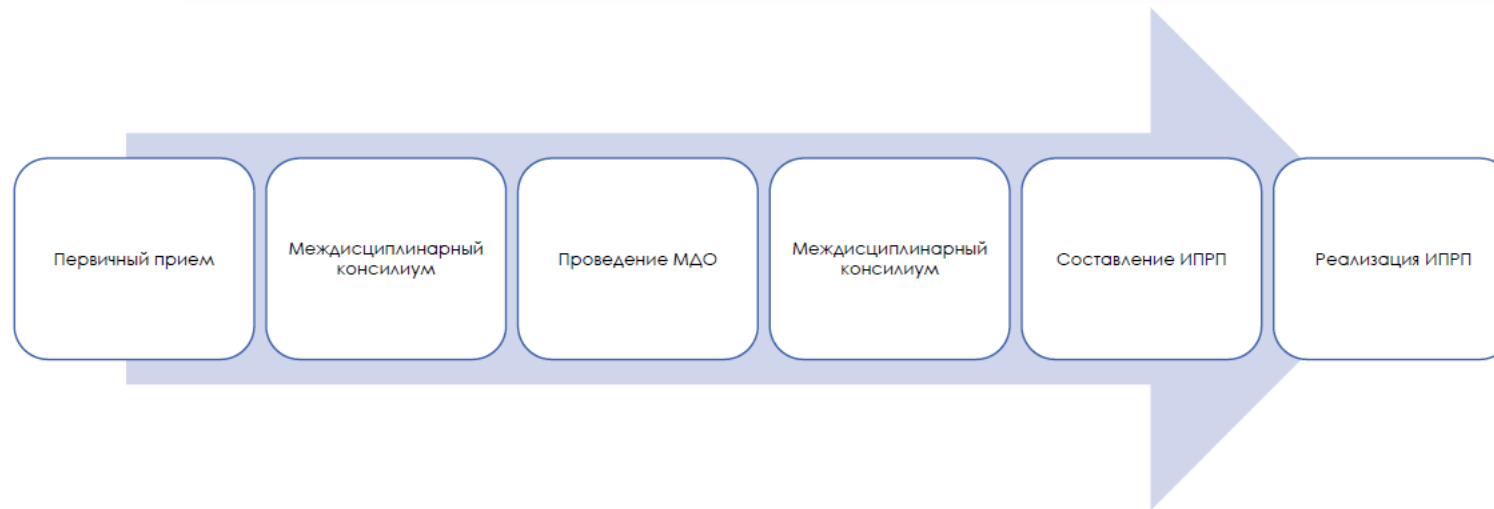 Первичный прием
Междисциплинарный
консилиум
Проведение МДО
Междисциплинарный
консилиум
Составление ИПРП
Реализация ИПРП